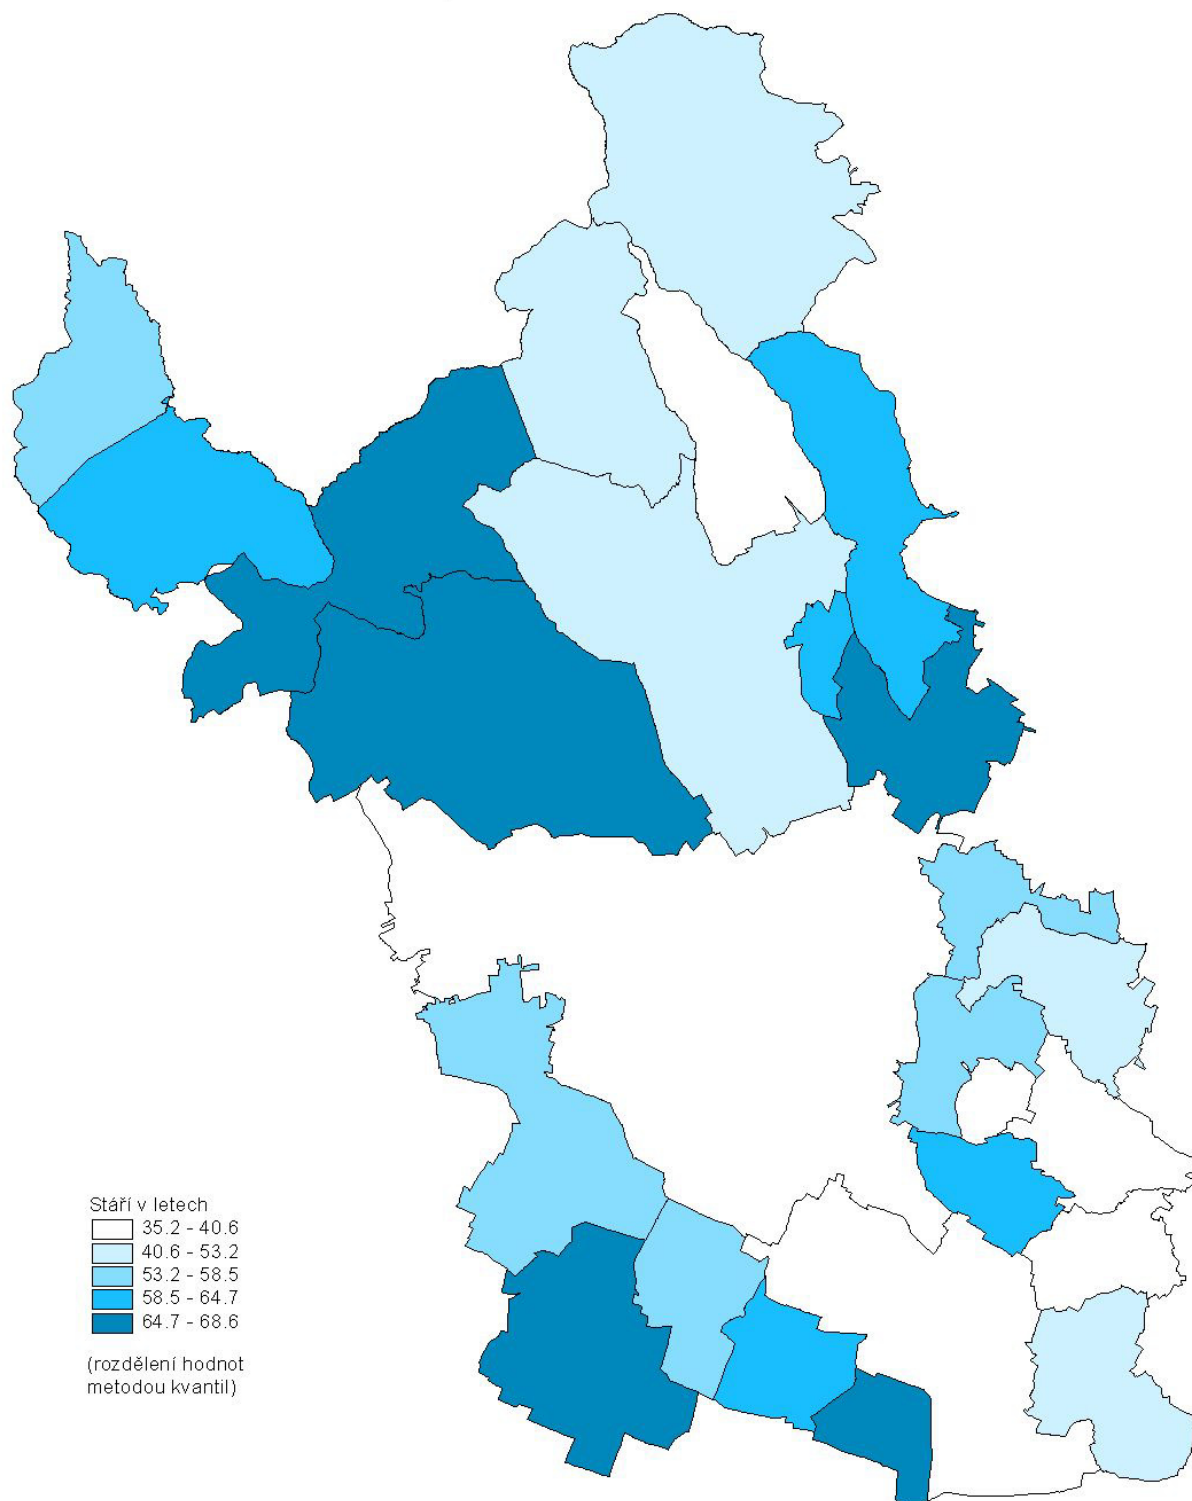 Stáří v letech
35.2 - 40.6
40.6 - 53.2
53.2 - 58.5
58.5 - 64.7
64.7 - 68.6
(rozdělení hodnot
metodou kvantil)